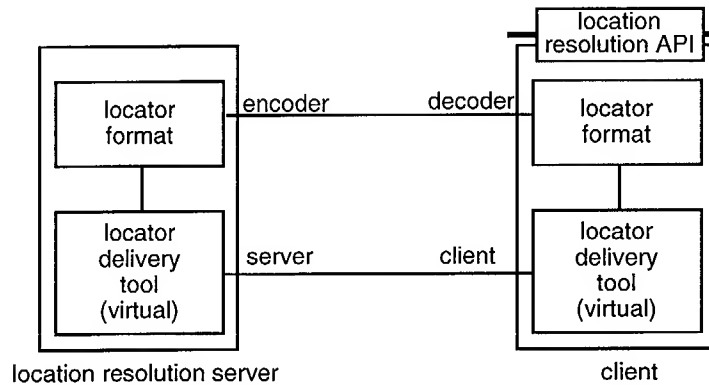 location
resolution API
locator
format
encoder
decoder
locator
format
locator
delivery
tool
(virtual)
server
client
locator
delivery
tool
(virtual)
location resolution server
client